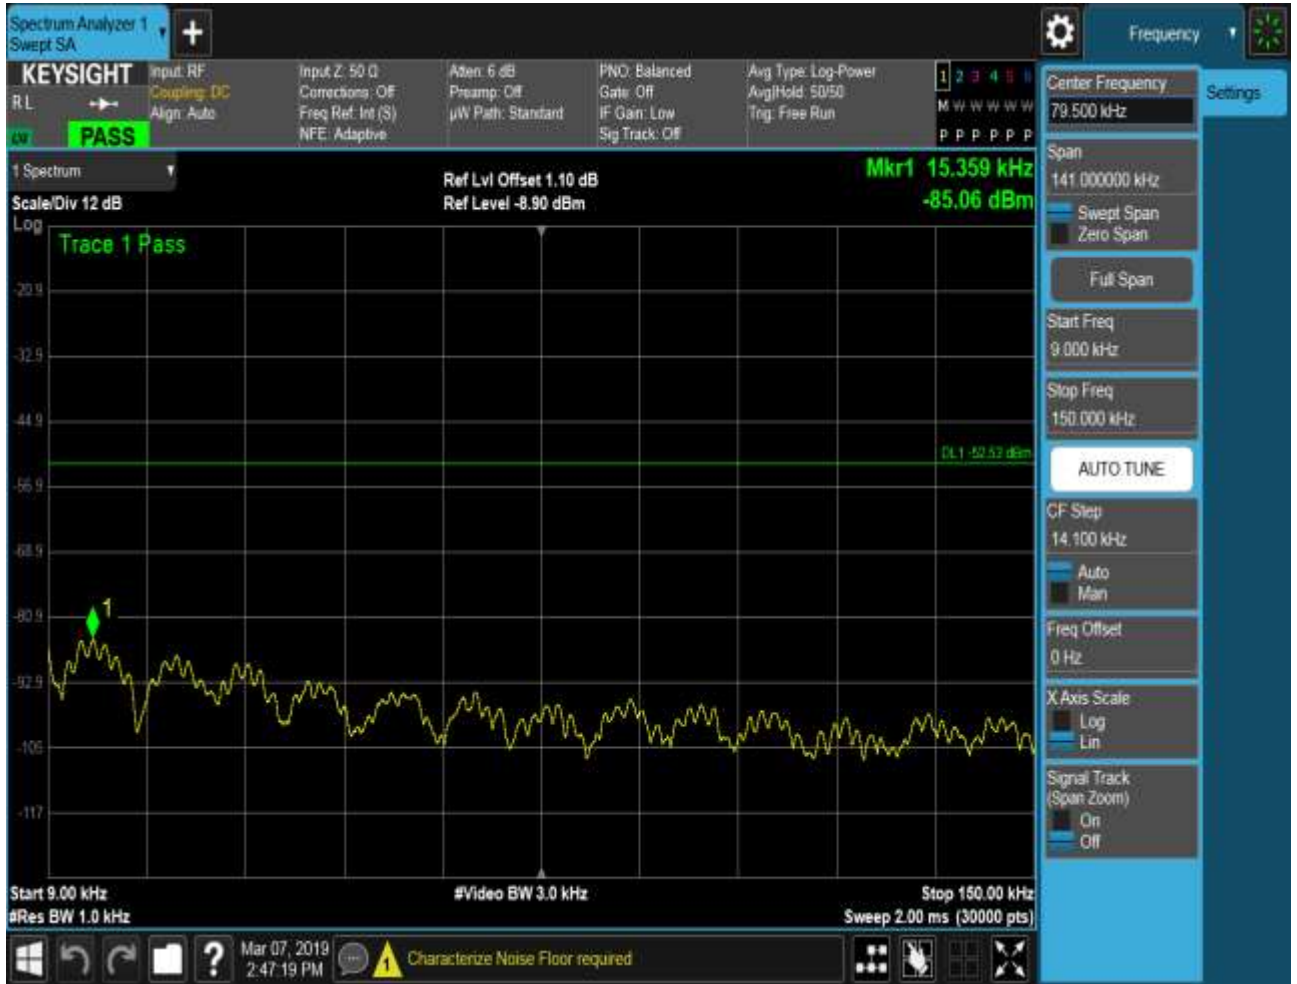 Spectrum Analyzer 1
Swept SA
+
Frequency
KEYSIGHT
R L
PASS
Input: RF
Coupling: DC
Align: Auto
Input Z: 50 Ω
Corrections: Off
Freq Ref: Int (S)
NFE: Adaptive
Atten: 6 dB
Preamp: Off
µW Path: Standard
PNO: Balanced
Gate: Off
IF Gain: Low
Sig Track: Off
Avg Type: Log-Power
Avg|Hold: 50/50
Trig: Free Run
1 2 3 4 5 6
M W W W W W
P P P P P P
1 Spectrum
Scale/Div 12 dB
Log
Ref Lvl Offset 1.10 dB
Ref Level -8.90 dBm
Mkr1 15.359 kHz
-85.06 dBm
Trace 1 Pass
-20.9
-32.9
-44.9
DL1 -52.53 dBm
-56.9
-68.9
-80.9
1
-92.9
-105
-117
Start 9.00 kHz
#Res BW 1.0 kHz
#Video BW 3.0 kHz
Stop 150.00 kHz
Sweep 2.00 ms (30000 pts)
Center Frequency
79.500 kHz
Settings
Span
141.000000 kHz
Swept Span
Zero Span
Full Span
Start Freq
9.000 kHz
Stop Freq
150.000 kHz
AUTO TUNE
CF Step
14.100 kHz
Auto
Man
Freq Offset
0 Hz
X Axis Scale
Log
Lin
Signal Track
(Span Zoom)
On
Off
?
Mar 07, 2019
2:47:19 PM
1
Characterize Noise Floor required